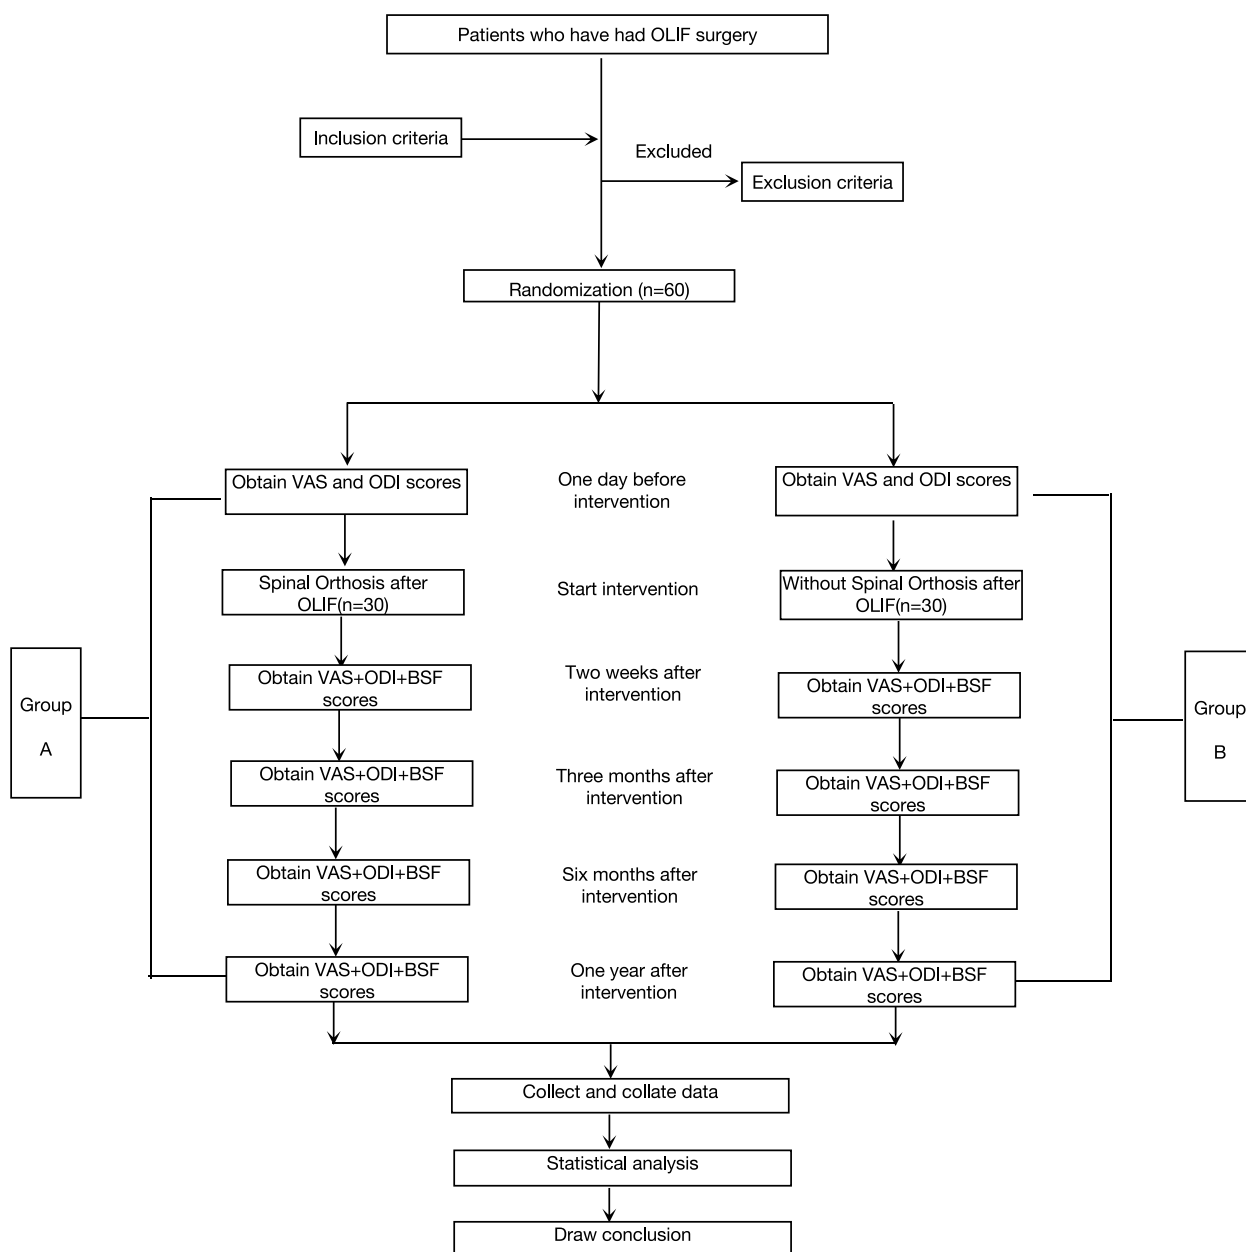 Patients who have had OLIF surgery
Inclusion criteria
Excluded
Exclusion criteria
Randomization (n=60)
Obtain VAS and ODI scores
One day before
intervention
Obtain VAS and ODI scores
Spinal Orthosis after
OLIF(n=30)
Start intervention
Without Spinal Orthosis after
OLIF(n=30)
Group
A
Obtain VAS+ODI+BSF
scores
Two weeks after
intervention
Obtain VAS+ODI+BSF
scores
Group
B
Obtain VAS+ODI+BSF
scores
Three months after
intervention
Obtain VAS+ODI+BSF
scores
Obtain VAS+ODI+BSF
scores
Six months after
intervention
Obtain VAS+ODI+BSF
scores
Obtain VAS+ODI+BSF
scores
One year after
intervention
Obtain VAS+ODI+BSF
scores
Collect and collate data
Statistical analysis
Draw conclusion